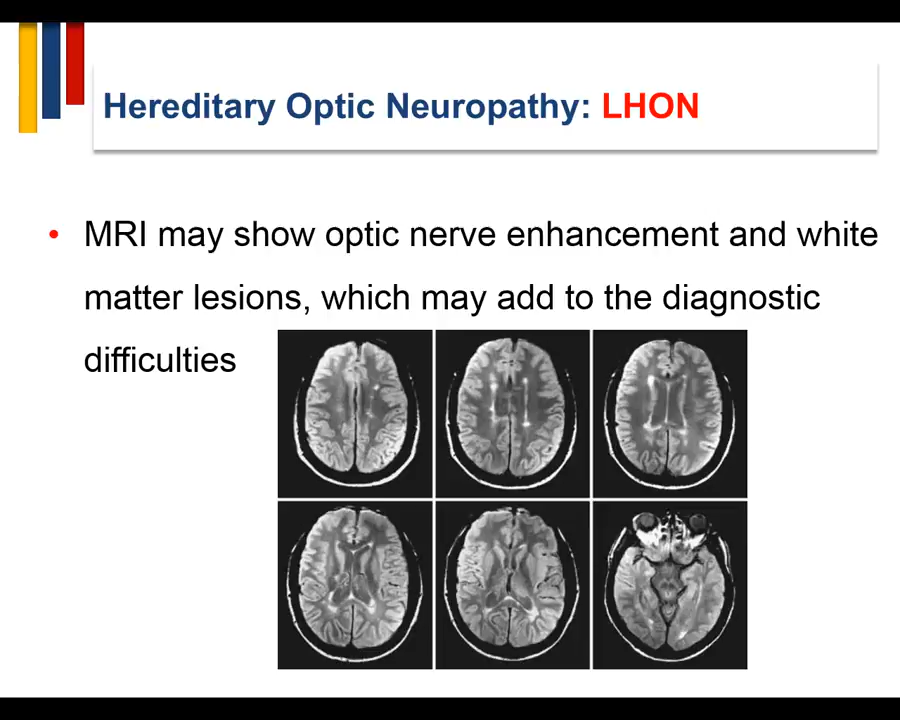 Hereditary Optic Neuropathy: LHON
• MRI may show optic nerve enhancement and white
matter lesions, which may add to the diagnostic
difficulties